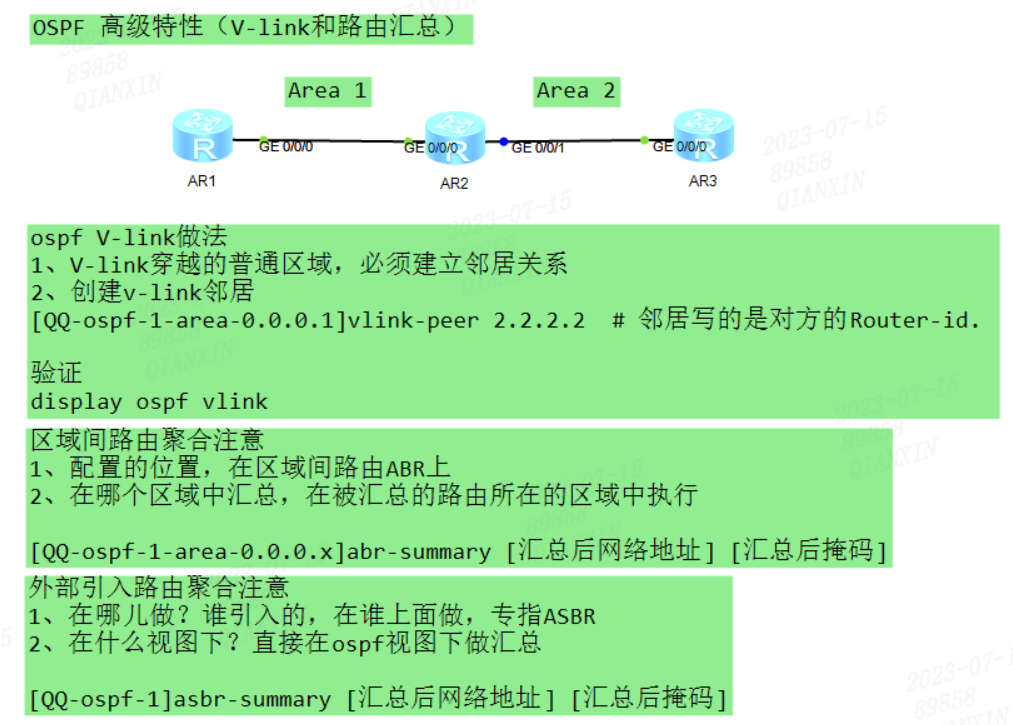 OSPF 高级特性（V-link和路由汇总）
Area 1
Area 2
GE 0/0/0
GE 0/0/0
GE 0/0/1
GE 0/0/0
R
R
R
AR1
AR2
AR3
ospf V-link做法
1、V-link穿越的普通区域，必须建立邻居关系
2、创建v-link邻居
[QQ-ospf-1-area-0.0.0.1]vlink-peer 2.2.2.2  # 邻居写的是对方的Router-id.
验证
display ospf vlink
区域间路由聚合注意
1、配置的位置，在区域间路由ABR上
2、在哪个区域中汇总，在被汇总的路由所在的区域中执行
[QQ-ospf-1-area-0.0.0.x]abr-summary [汇总后网络地址] [汇总后掩码]
外部引入路由聚合注意
1、在哪儿做？谁引入的，在谁上面做，专指ASBR
2、在什么视图下？直接在ospf视图下做汇总
[QQ-ospf-1]asbr-summary [汇总后网络地址] [汇总后掩码]
2023-07-15
89858
QIANXIN